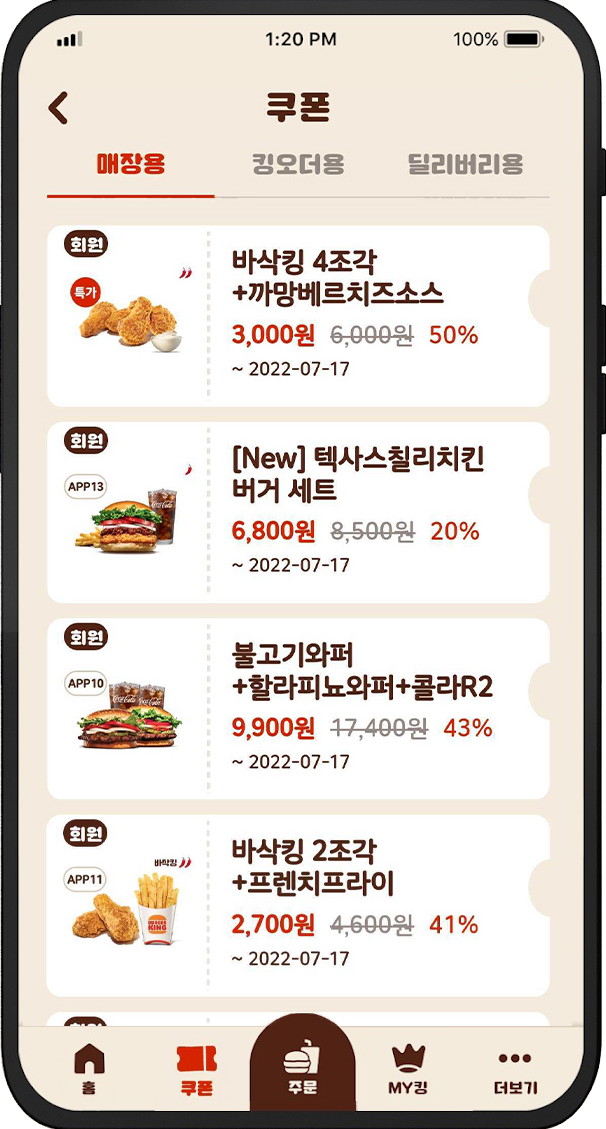 1:20 PM
100%
쿠폰
매장용
킹오더용
딜리버리용
회원
특가
바삭킹 4조각
+까망베르치즈소스
3,000원 6,000원 50%
~ 2022-07-17
회원
APP13
Coca-Cola
[New] 텍사스칠리치킨
버거 세트
6,800원 8,500원 20%
~ 2022-07-17
회원
APP10
Coca-Cola Coca-Cola
불고기와퍼
+할라피뇨와퍼+콜라R2
9,900원 17,400원 43%
~ 2022-07-17
회원
바삭킹
APP11
BURGER
KING
바삭킹 2조각
+프렌치프라이
2,700원 4,600원 41%
~ 2022-07-17
회원
홈
쿠폰
주문
MY킹
더보기